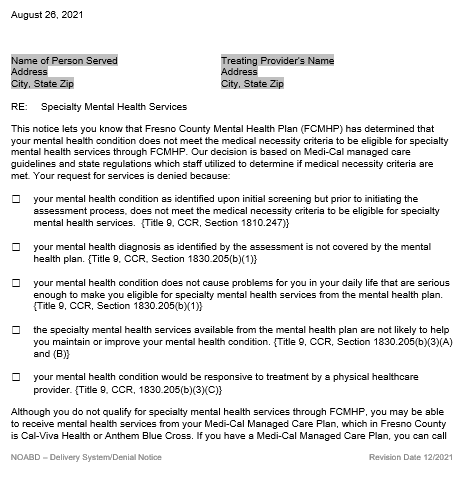 August 26, 2021
Name of Person Served Treating Provider's Name
Address Address
City, State Zip City, State Zip
RE: Specialty Mental Health Services
This notice lets you know that Fresno County Mental Health Plan (FCMHP) has determined that
your mental health condition does not meet the medical necessity criteria to be eligible for specialty
mental health services through FCMHP. Our decision is based on Medi-Cal managed care
guidelines and state regulations which staff utilized to determine if medical necessity criteria are
met. Your request for services is denied because:
☐ your mental health condition as identified upon initial screening but prior to initiating the
assessment process, does not meet the medical necessity criteria to be eligible for specialty
mental health services. {Title 9, CCR, Section 1810.247)}
☐ your mental health diagnosis as identified by the assessment is not covered by the mental
health plan. {Title 9, CCR, Section 1830.205(b)(1)}
☐ your mental health condition does not cause problems for you in your daily life that are serious
enough to make you eligible for specialty mental health services from the mental health plan.
{Title 9, CCR, Section 1830.205(b)(1)}
☐ the specialty mental health services available from the mental health plan are not likely to help
you maintain or improve your mental health condition. {Title 9, CCR, Section 1830.205(b)(3)(A)
and (B)}
☐ your mental health condition would be responsive to treatment by a physical healthcare
provider. {Title 9, CCR, 1830.205(b)(3)(C)}
Although you do not qualify for specialty mental health services through FCMHP, you may be able
to receive mental health services from your Medi-Cal Managed Care Plan, which in Fresno County
is Cal-Viva Health or Anthem Blue Cross. If you have a Medi-Cal Managed Care Plan, you can call
NOABD – Delivery System/Denial Notice Revision Date 12/2021